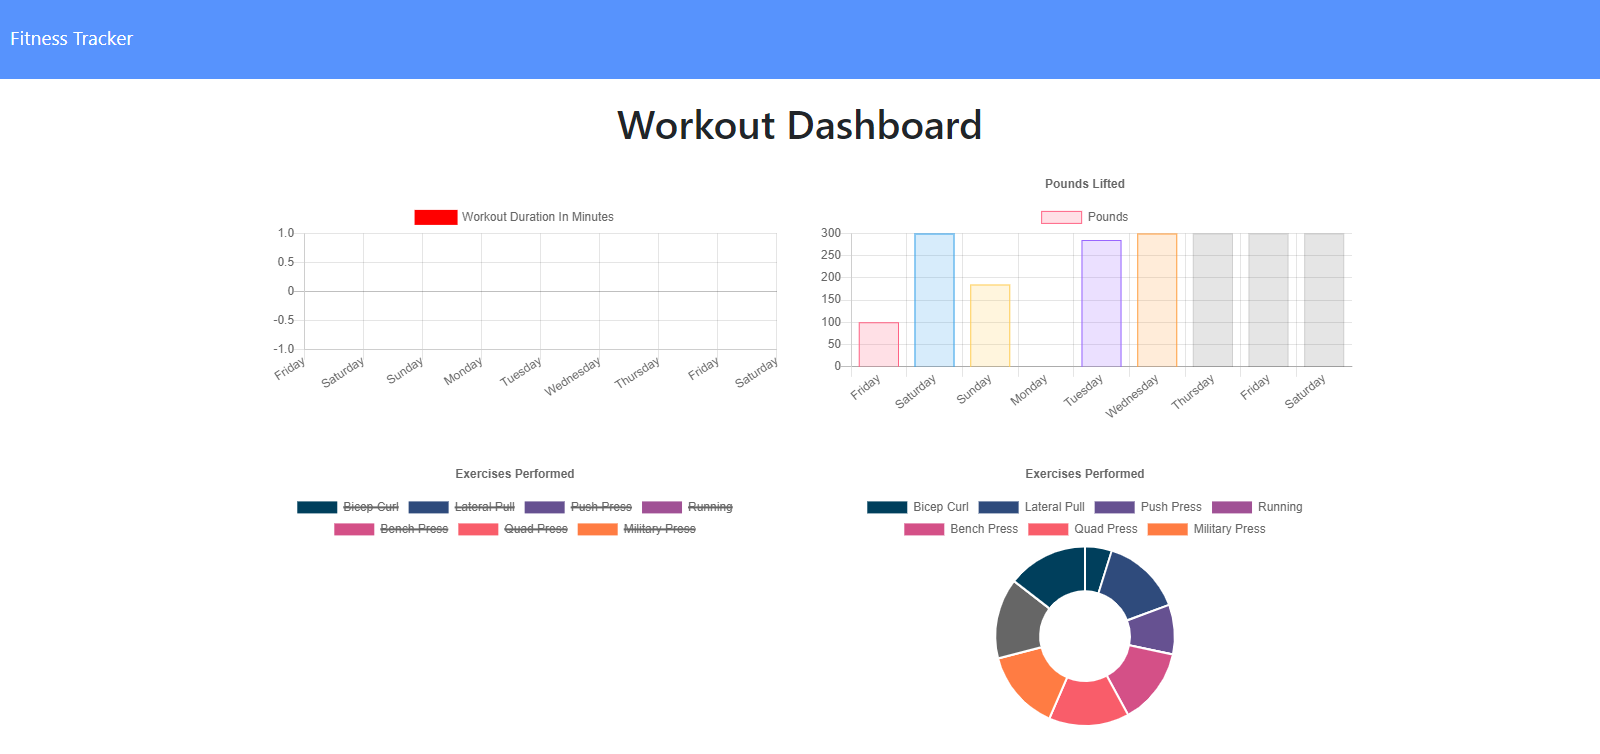 Fitness Tracker
Workout Dashboard
Workout Duration In Minutes
1.0
0.5
0
-0.5
-1.0
Friday Saturday Sunday Monday Tuesday Wednesday Thursday Friday Saturday
Pounds Lifted
Pounds
300
250
200
150
100
50
0
Friday Saturday Sunday Monday Tuesday Wednesday Thursday Friday Saturday
Exercises Performed
Bicep Curl Lateral Pull Push Press Running
Bench Press Quad Press Military Press
Exercises Performed
Bicep Curl Lateral Pull Push Press Running
Bench Press Quad Press Military Press